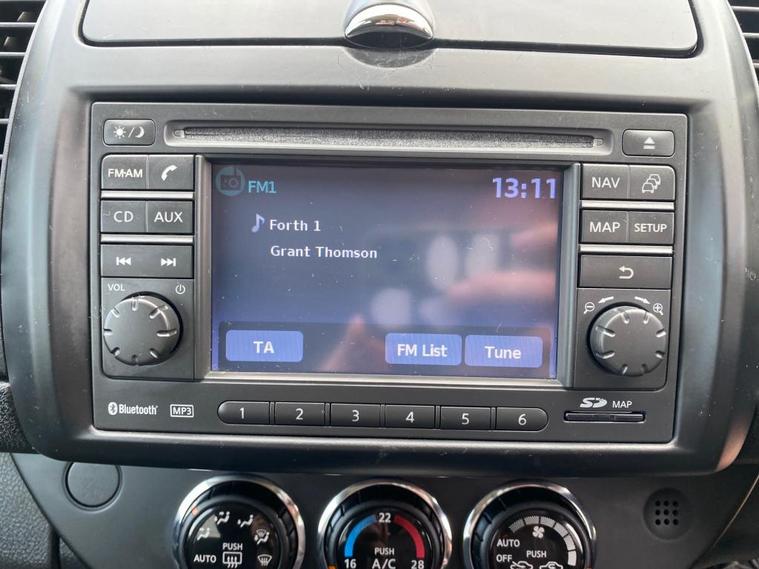 FM1 13:11
Forth 1
Grant Thomson
TA FM List Tune
FM·AM
CD AUX
VOL
NAV
MAP SETUP
Bluetooth MP3
1 2 3 4 5 6
SD MAP
AUTO PUSH
22
16 PUSH 28
A/C
AUTO
OFF PUSH